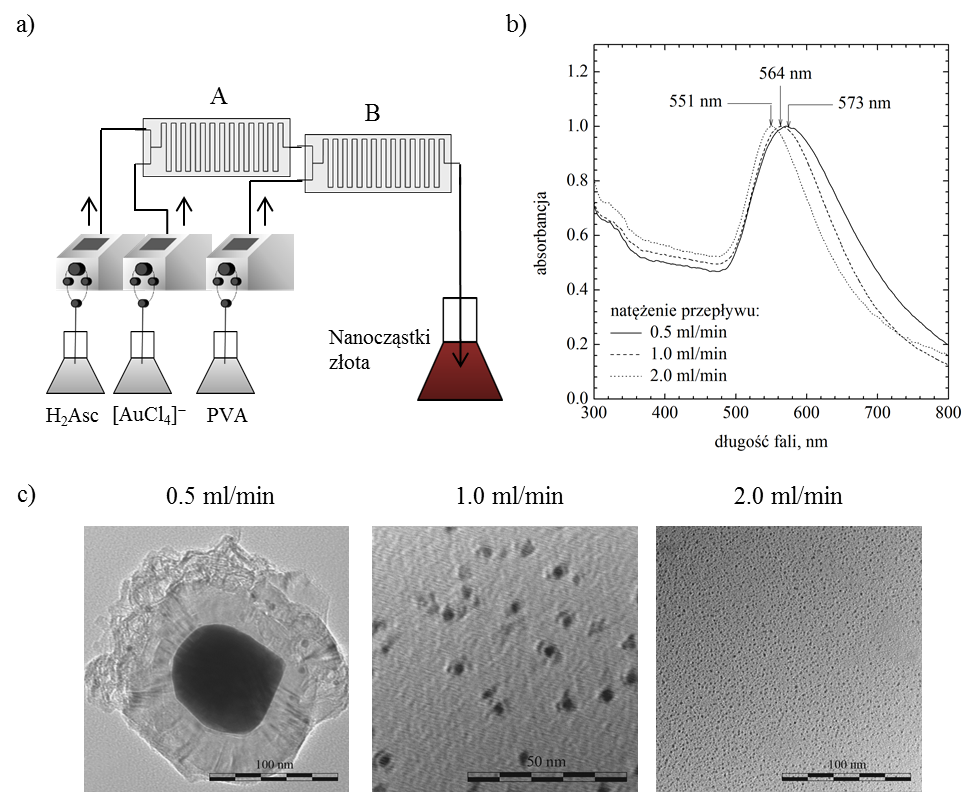 a)
A
B
H₂Asc
[AuCl₄]⁻
PVA
Nanocząstki
złota
b)
564 nm
551 nm
573 nm
1.2
1.0
0.8
0.6
0.4
0.2
0.0
absorbancja
natężenie przepływu:
0.5 ml/min
1.0 ml/min
2.0 ml/min
300
400
500
600
700
800
długość fali, nm
c)
0.5 ml/min
1.0 ml/min
2.0 ml/min
100 nm
50 nm
100 nm